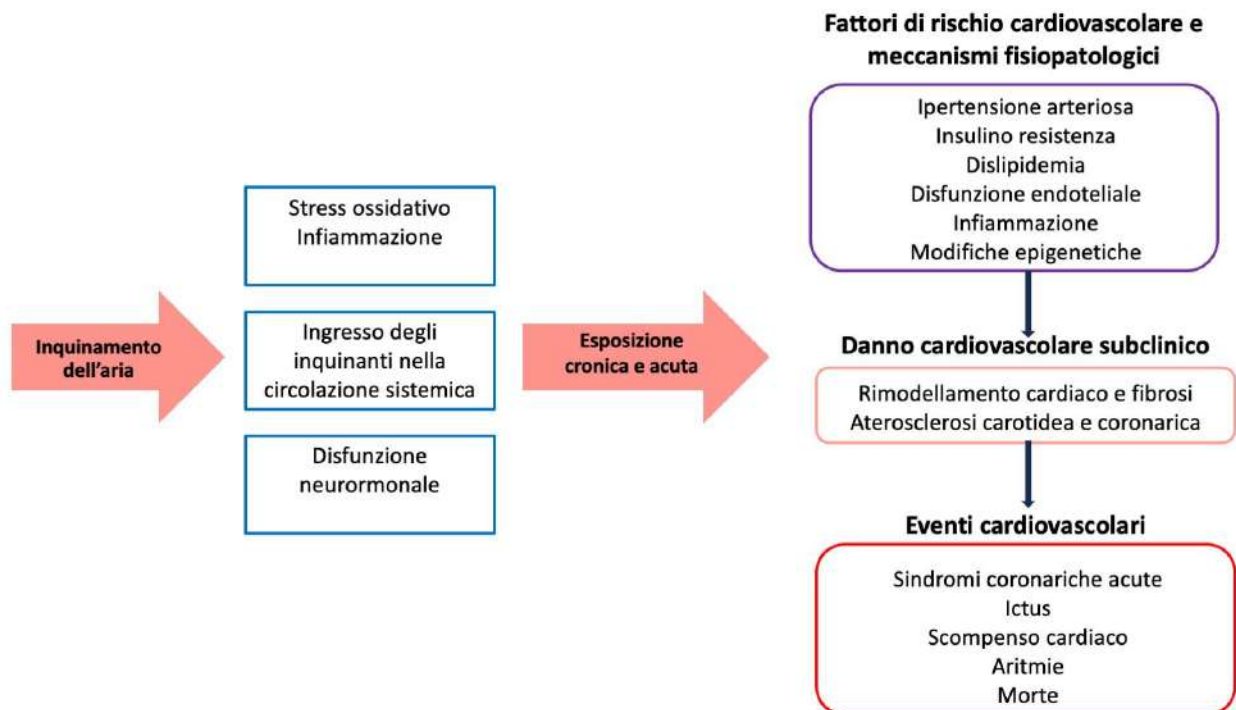 Inquinamento
dell'aria
Stress ossidativo
Infiammazione
Ingresso degli
inquinanti nella
circolazione sistemica
Disfunzione
neurormonale
Esposizione
cronica e acuta
Fattori di rischio cardiovascolare e
meccanismi fisiopatologici
Ipertensione arteriosa
Insulino resistenza
Dislipidemia
Disfunzione endoteliale
Infiammazione
Modifiche epigenetiche
Danno cardiovascolare subclinico
Rimodellamento cardiaco e fibrosi
Aterosclerosi carotidea e coronarica
Eventi cardiovascolari
Sindromi coronariche acute
Ictus
Scompenso cardiaco
Aritmie
Morte